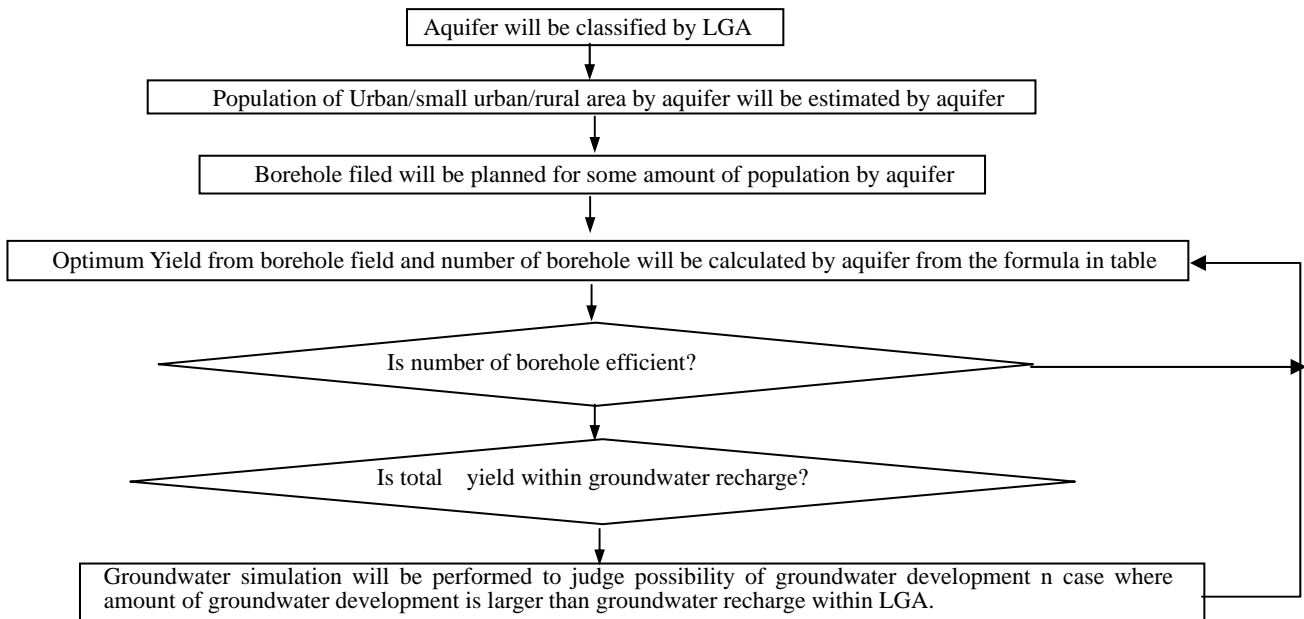 Aquifer will be classified by LGA
Population of Urban/small urban/rural area by aquifer will be estimated by aquifer
Borehole filed will be planned for some amount of population by aquifer
Optimum Yield from borehole field and number of borehole will be calculated by aquifer from the formula in table
Is number of borehole efficient?
Is total yield within groundwater recharge?
Groundwater simulation will be performed to judge possibility of groundwater development n case where
amount of groundwater development is larger than groundwater recharge within LGA.